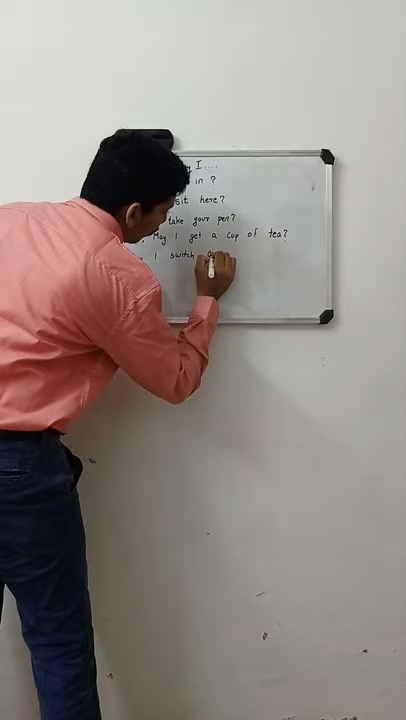 I....
in ?
sit here?
take your pen?
May I get a cup of tea?
I switch